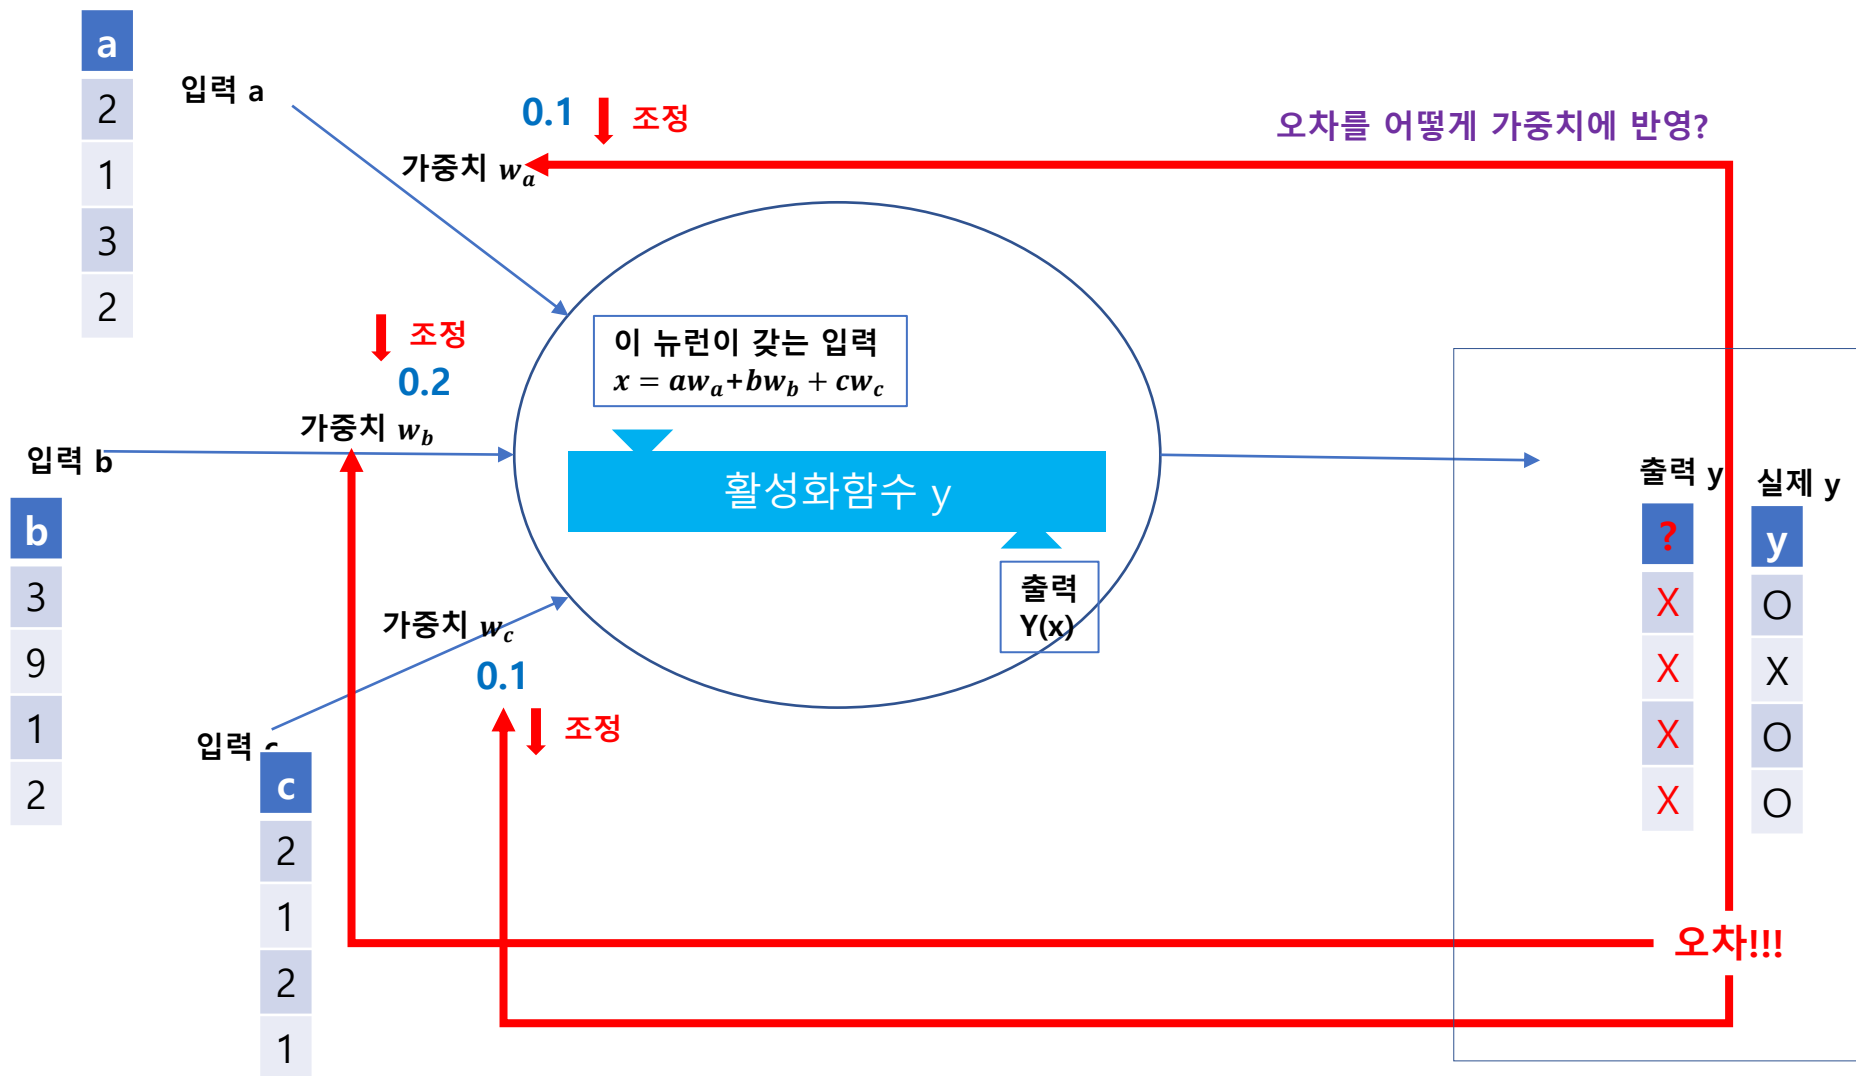 a
2
1
3
2
입력 a
0.1 조정
가중치 wₐ
오차를 어떻게 가중치에 반영?
조정
0.2
가중치 w_b
입력 b
b
3
9
1
2
이 뉴런이 갖는 입력
x = awₐ+bw_b + cw_c
활성화함수 y
출력
Y(x)
가중치 w_c
0.1
조정
입력 c
c
2
1
2
1
출력 y
?
X
X
X
X
실제 y
y
O
X
O
O
오차!!!